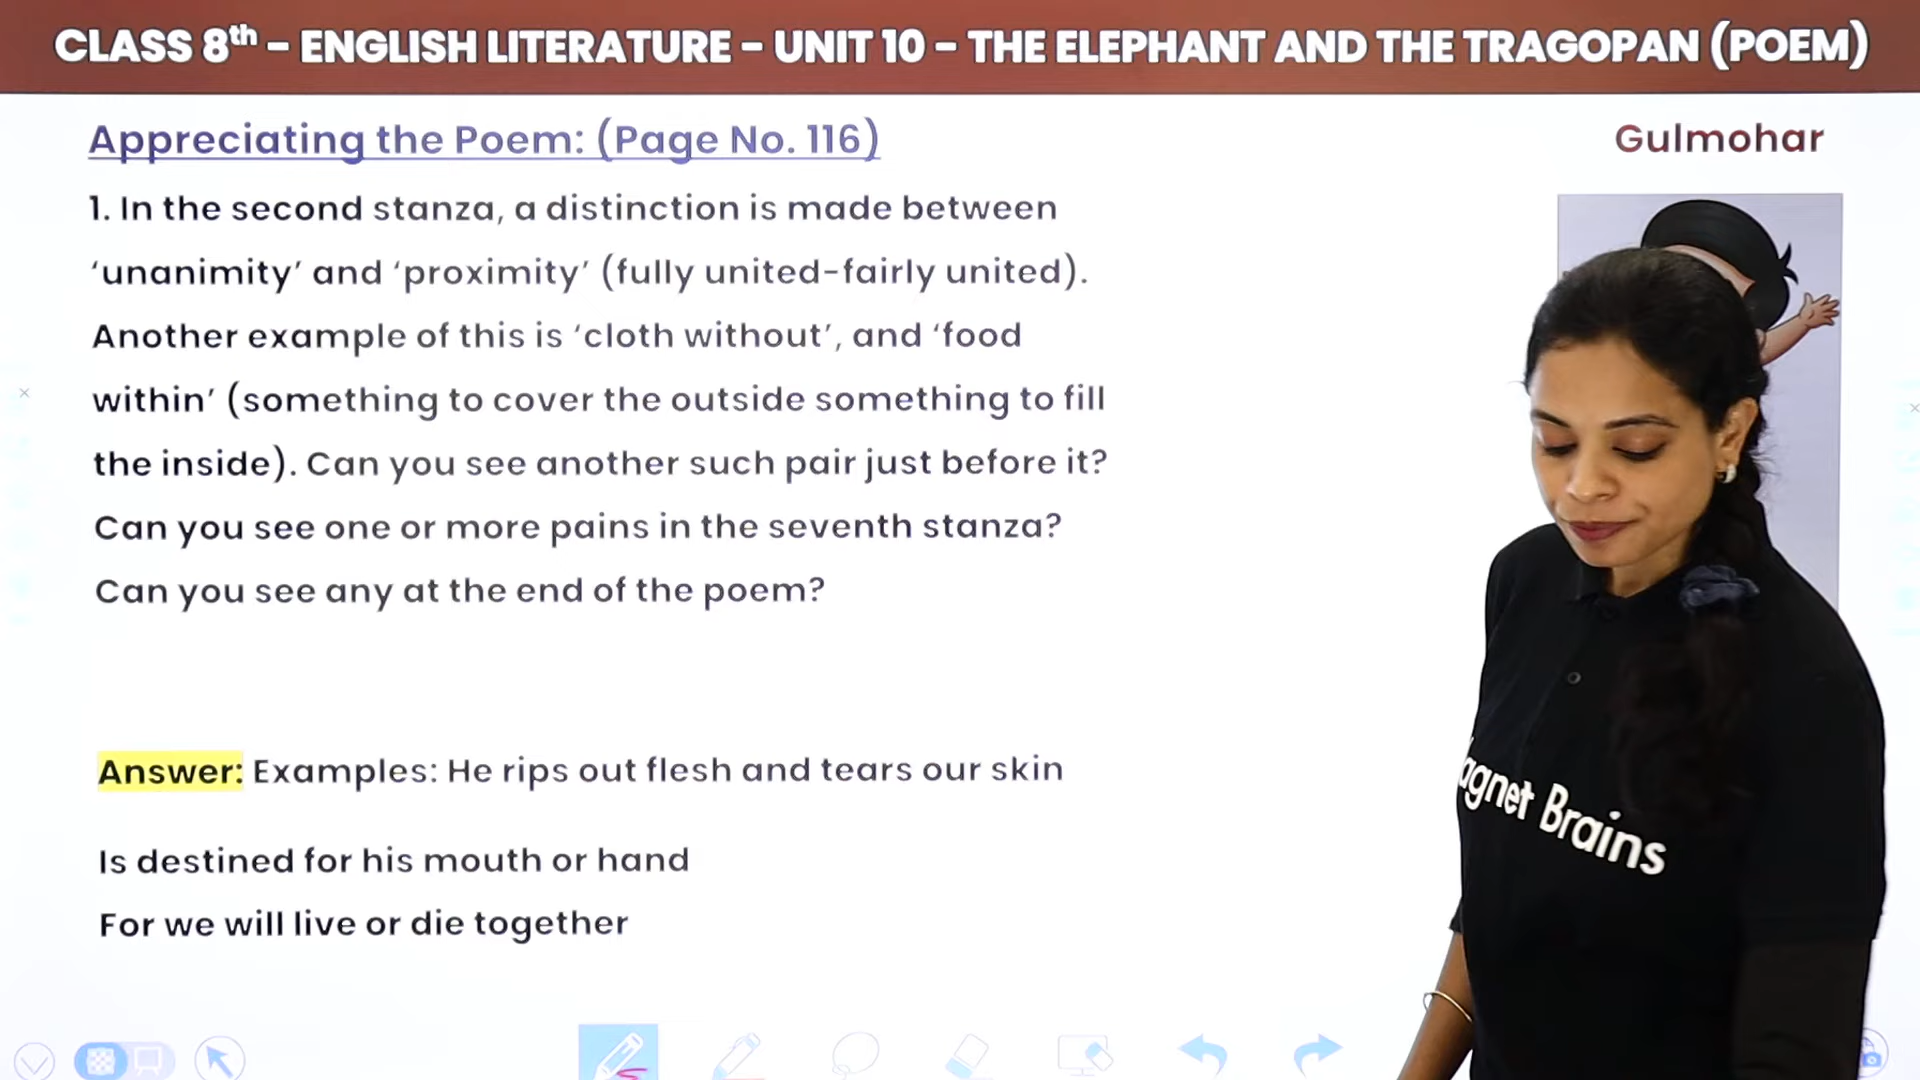 CLASS 8th – ENGLISH LITERATURE – UNIT 10 – THE ELEPHANT AND THE TRAGOPAN (POEM)
Appreciating the Poem: (Page No. 116)
Gulmohar
1. In the second stanza, a distinction is made between
‘unanimity’ and ‘proximity’ (fully united-fairly united).
Another example of this is ‘cloth without’, and ‘food
within’ (something to cover the outside something to fill
the inside). Can you see another such pair just before it?
Can you see one or more pains in the seventh stanza?
Can you see any at the end of the poem?
Answer: Examples: He rips out flesh and tears our skin
Is destined for his mouth or hand
For we will live or die together
agnet Brains